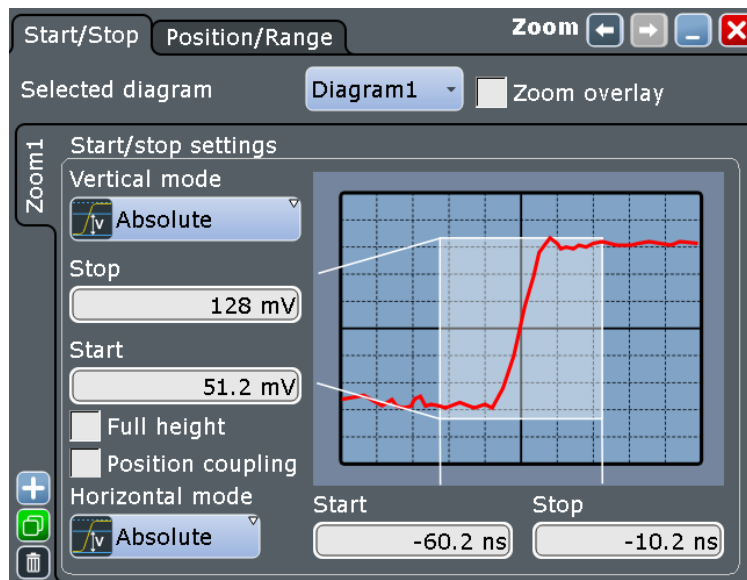 Start/Stop Position/Range Zoom
Selected diagram Diagram1 Zoom overlay
Zoom1
Start/stop settings
Vertical mode
Absolute
Stop
128 mV
Start
51.2 mV
Full height
Position coupling
Horizontal mode
Absolute
Start Stop
-60.2 ns -10.2 ns